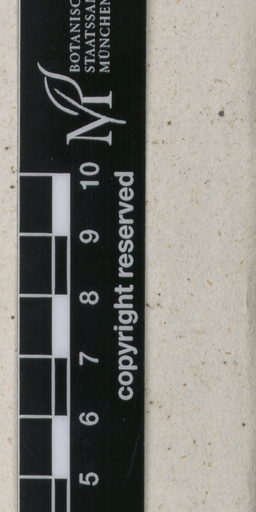 BOTANISC
STAATSSAM
MÜNCHEN
M
10
9
8
7
6
5
copyright reserved